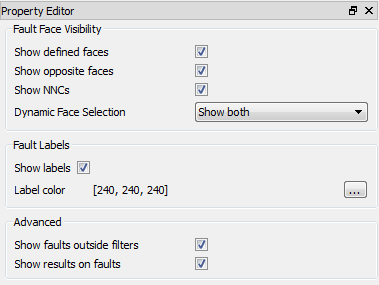 Property Editor
Fault Face Visibility
Show defined faces
Show opposite faces
Show NNCs
Dynamic Face Selection Show both
Fault Labels
Show labels
Label color [240, 240, 240] ...
Advanced
Show faults outside filters
Show results on faults